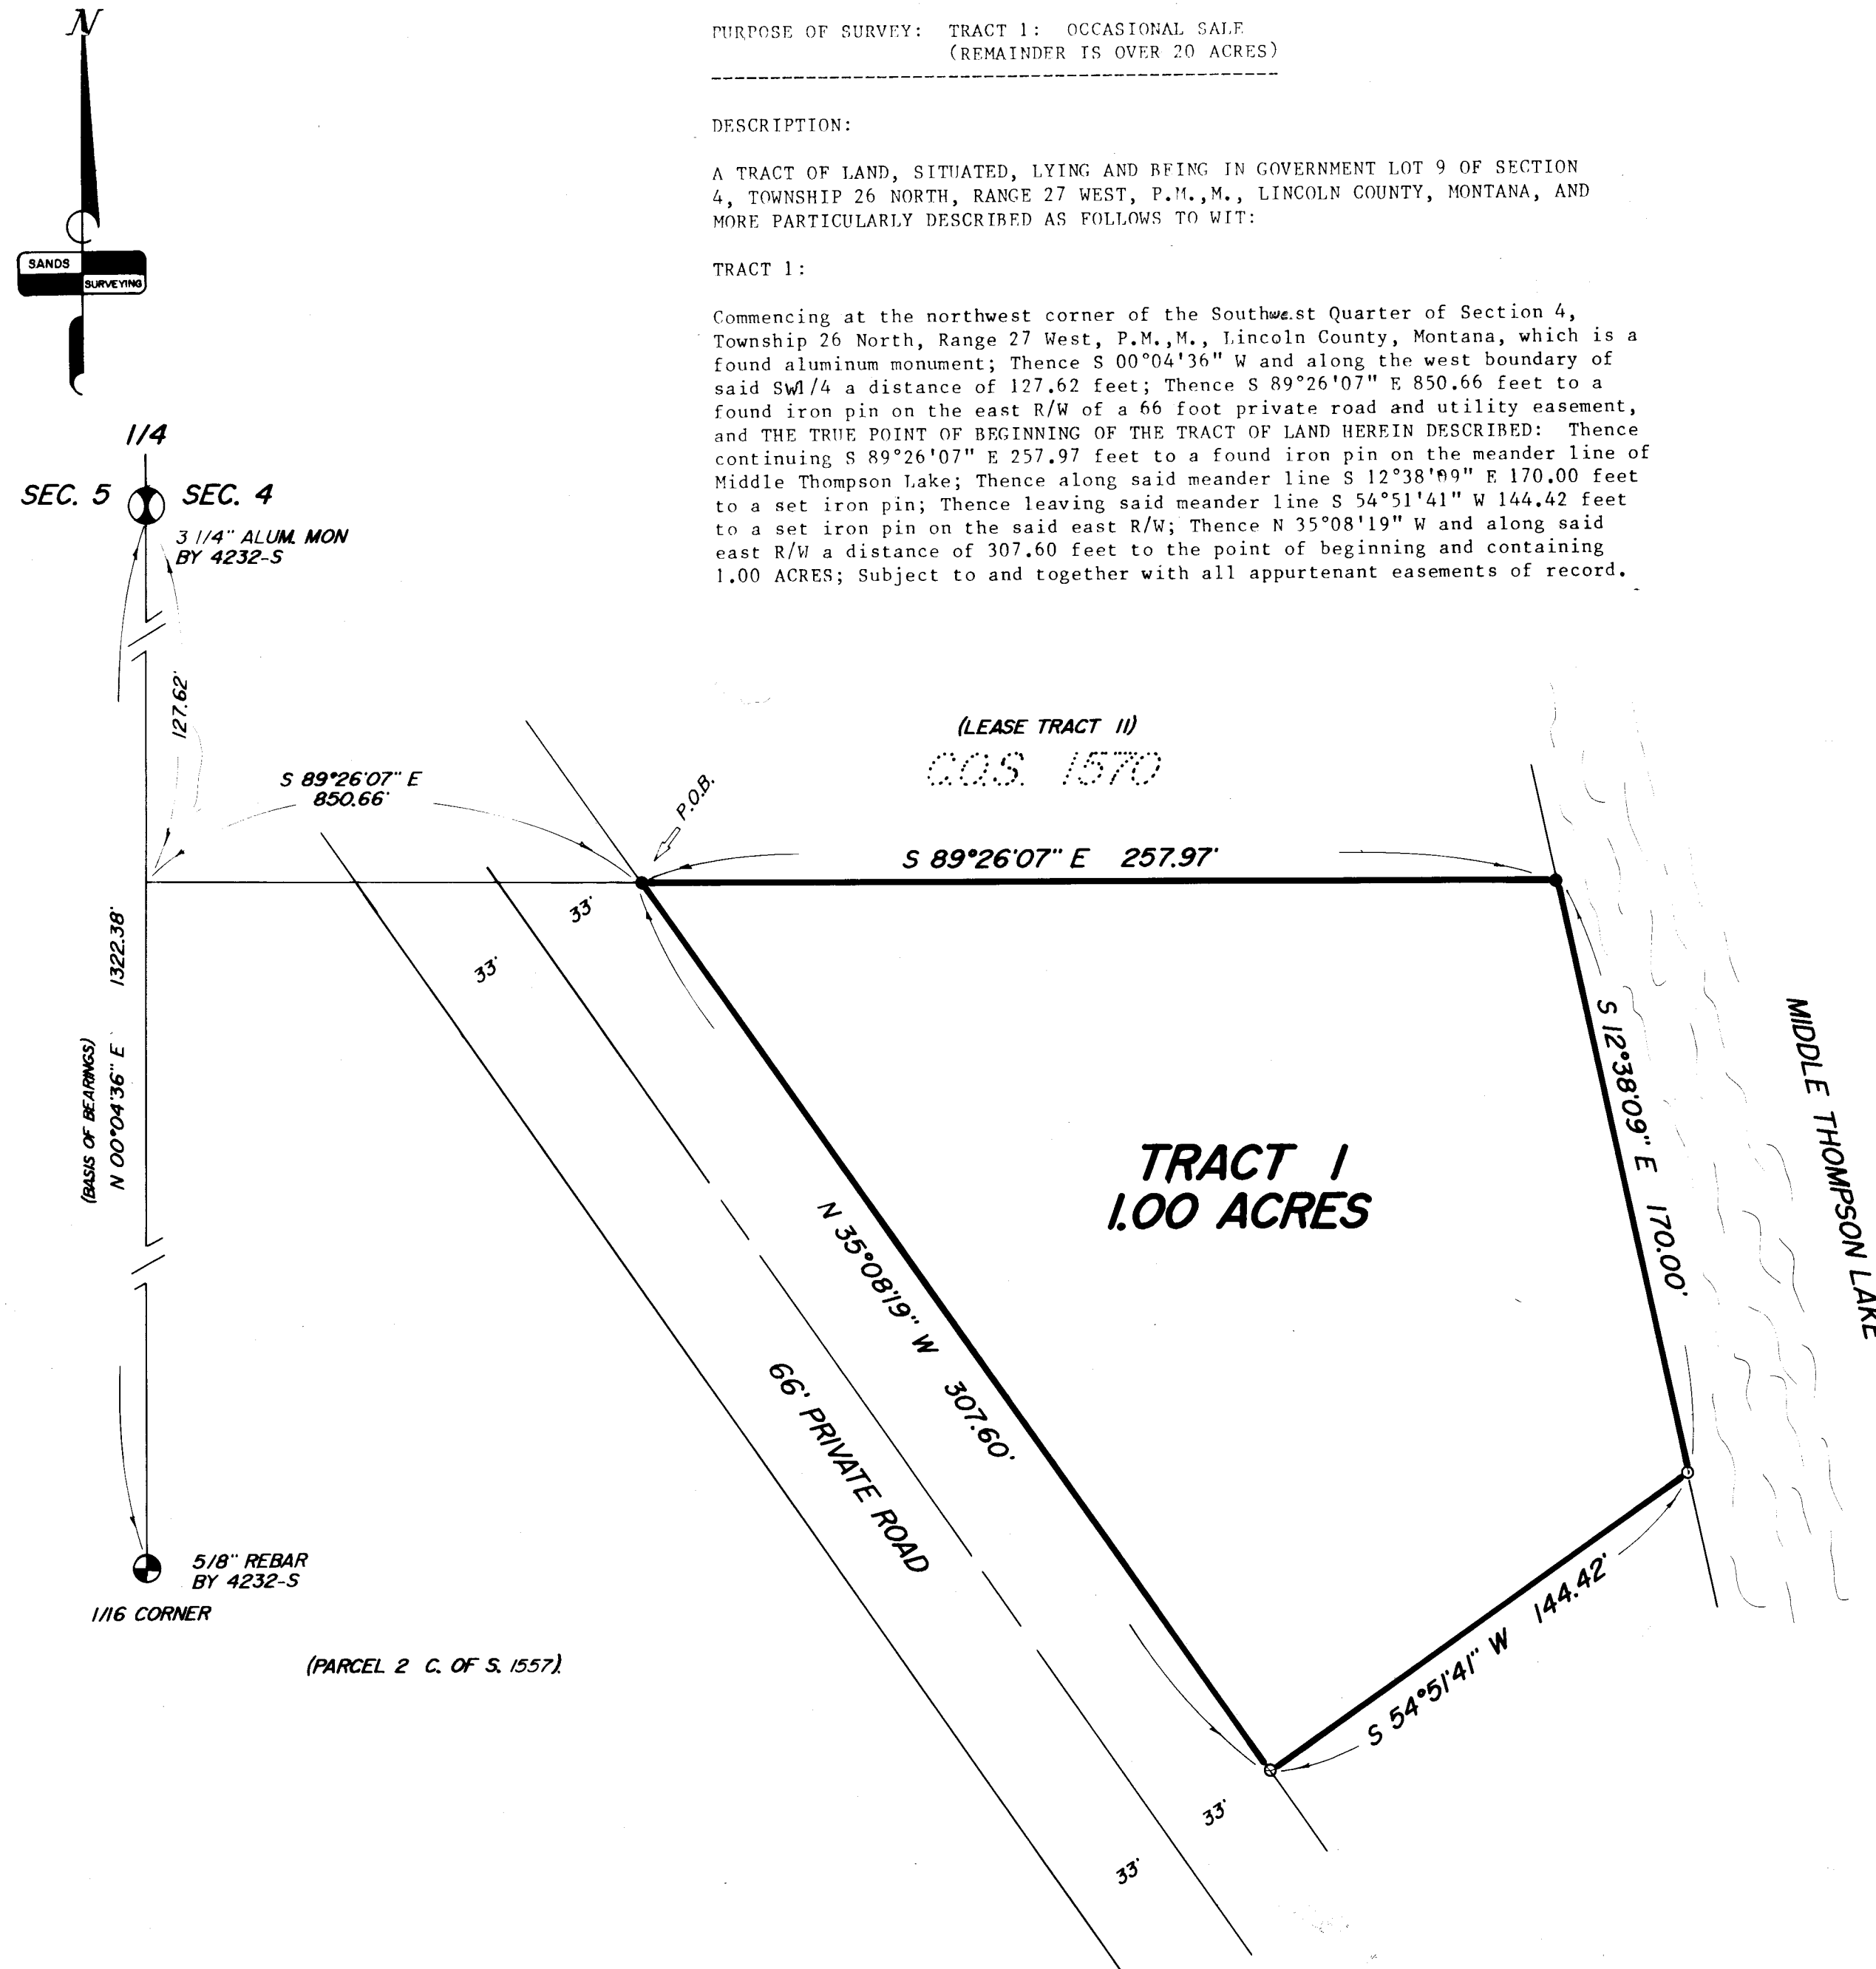 N
SANDS
SURVEYING
PURPOSE OF SURVEY: TRACT 1: OCCASIONAL SALE
(REMAINDER IS OVER 20 ACRES)
DESCRIPTION:
A TRACT OF LAND, SITUATED, LYING AND BEING IN GOVERNMENT LOT 9 OF SECTION
4, TOWNSHIP 26 NORTH, RANGE 27 WEST, P.M.,M., LINCOLN COUNTY, MONTANA, AND
MORE PARTICULARLY DESCRIBED AS FOLLOWS TO WIT:
TRACT 1:
Commencing at the northwest corner of the Southwest Quarter of Section 4,
Township 26 North, Range 27 West, P.M.,M., Lincoln County, Montana, which is a
found aluminum monument; Thence S 00°04'36" W and along the west boundary of
said SW1/4 a distance of 127.62 feet; Thence S 89°26'07" E 850.66 feet to a
found iron pin on the east R/W of a 66 foot private road and utility easement,
and THE TRUE POINT OF BEGINNING OF THE TRACT OF LAND HEREIN DESCRIBED: Thence
continuing S 89°26'07" E 257.97 feet to a found iron pin on the meander line of
Middle Thompson Lake; Thence along said meander line S 12°38'09" E 170.00 feet
to a set iron pin; Thence leaving said meander line S 54°51'41" W 144.42 feet
to a set iron pin on the said east R/W; Thence N 35°08'19" W and along said
east R/W a distance of 307.60 feet to the point of beginning and containing
1.00 ACRES; Subject to and together with all appurtenant easements of record.
1/4
SEC. 5
SEC. 4
3 1/4" ALUM. MON
BY 4232-S
127.62'
S 89°26'07" E
850.66'
P.O.B.
(LEASE TRACT 11)
C.O.S. 1570
S 89°26'07" E 257.97'
33'
33'
(BASIS OF BEARINGS)
N 00°04'36" E 1322.38'
S 12°38'09" E 170.00'
MIDDLE THOMPSON LAKE
TRACT 1
1.00 ACRES
N 35°08'19" W 307.60'
66' PRIVATE ROAD
5/8" REBAR
BY 4232-S
1/16 CORNER
(PARCEL 2 C. OF S. 1557)
S 54°51'41" W 144.42'
33'
33'